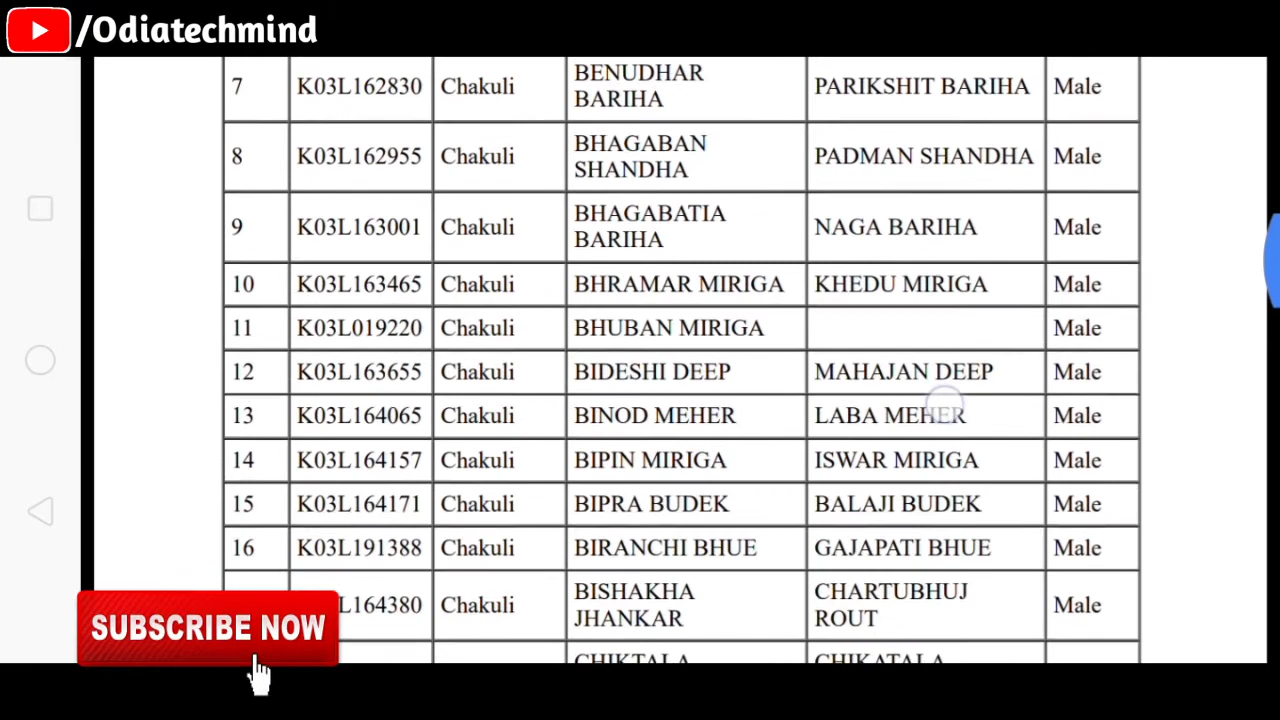 /Odiatechmind
7 K03L162830 Chakuli BENUDHAR BARIHA PARIKSHIT BARIHA Male
8 K03L162955 Chakuli BHAGABAN SHANDHA PADMAN SHANDHA Male
9 K03L163001 Chakuli BHAGABATIA BARIHA NAGA BARIHA Male
10 K03L163465 Chakuli BHRAMAR MIRIGA KHEDU MIRIGA Male
11 K03L019220 Chakuli BHUBAN MIRIGA Male
12 K03L163655 Chakuli BIDESHI DEEP MAHAJAN DEEP Male
13 K03L164065 Chakuli BINOD MEHER LABA MEHER Male
14 K03L164157 Chakuli BIPIN MIRIGA ISWAR MIRIGA Male
15 K03L164171 Chakuli BIPRA BUDEK BALAJI BUDEK Male
16 K03L191388 Chakuli BIRANCHI BHUE GAJAPATI BHUE Male
L164380 Chakuli BISHAKHA JHANKAR CHARTUBHUJ ROUT Male
CHIKTALA CHIKATALA
SUBSCRIBE NOW